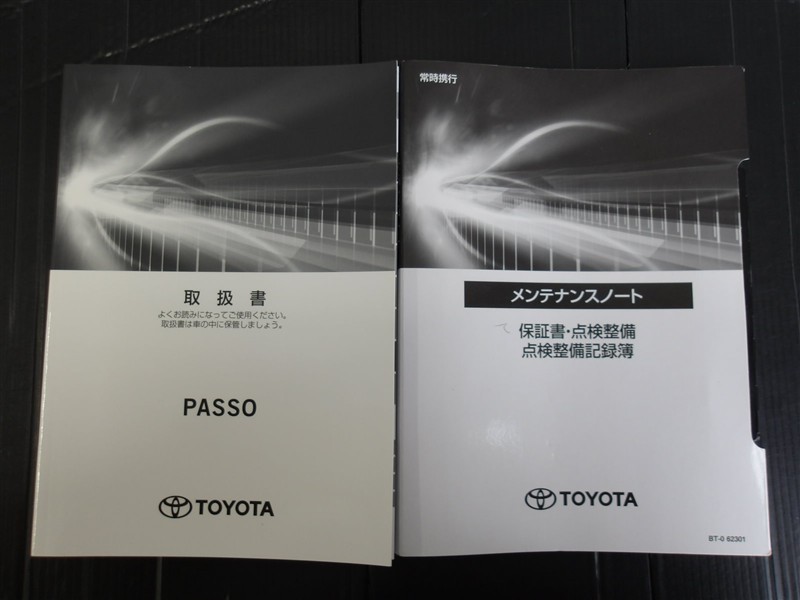 取扱書
よくお読みになってご使用ください。
取扱書は車の中に保管しましょう。
PASSO
TOYOTA
常時携行
メンテナンスノート
保証書・点検整備
点検整備記録簿
TOYOTA
BT-0 62301